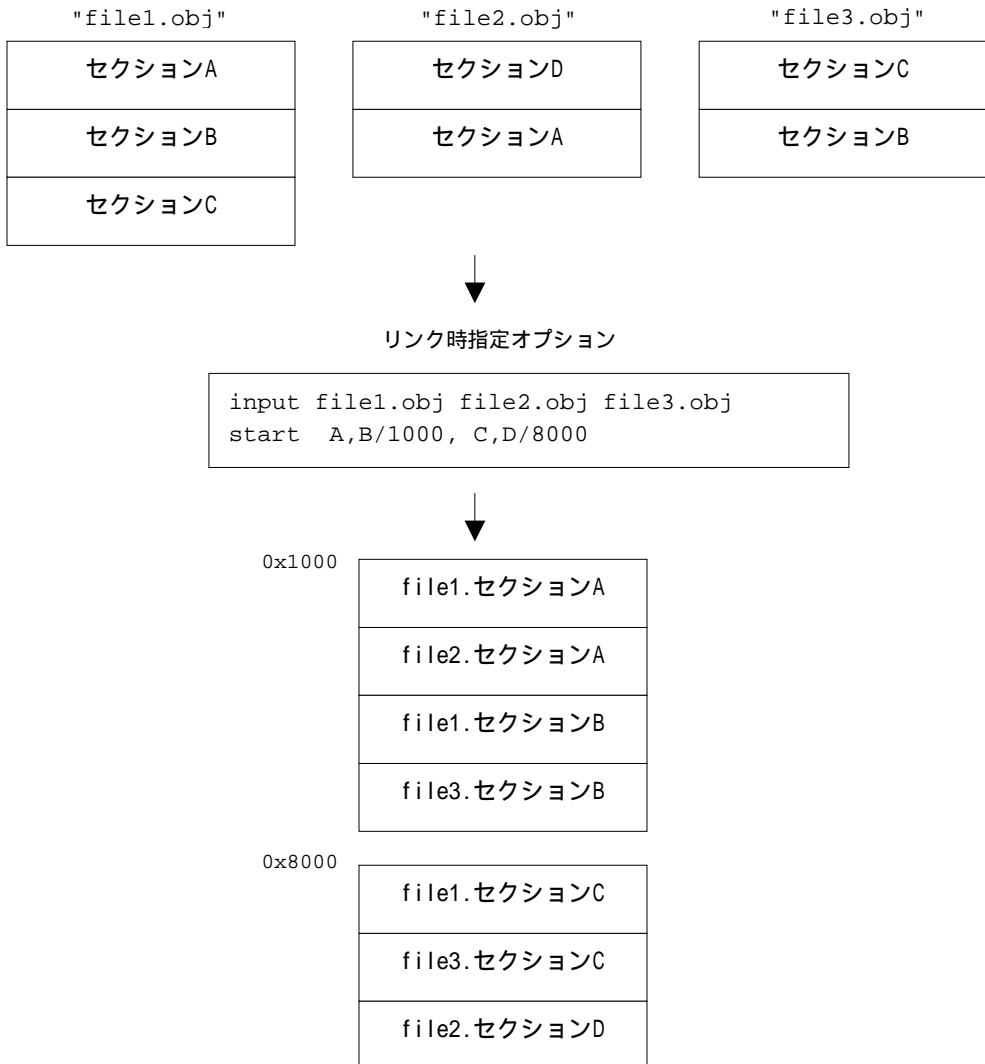 "file1.obj"
セクションA
セクションB
セクションC
"file2.obj"
セクションD
セクションA
"file3.obj"
セクションC
セクションB
リンク時指定オプション
input file1.obj file2.obj file3.obj
start  A,B/1000, C,D/8000
0x1000
file1.セクションA
file2.セクションA
file1.セクションB
file3.セクションB
0x8000
file1.セクションC
file3.セクションC
file2.セクションD